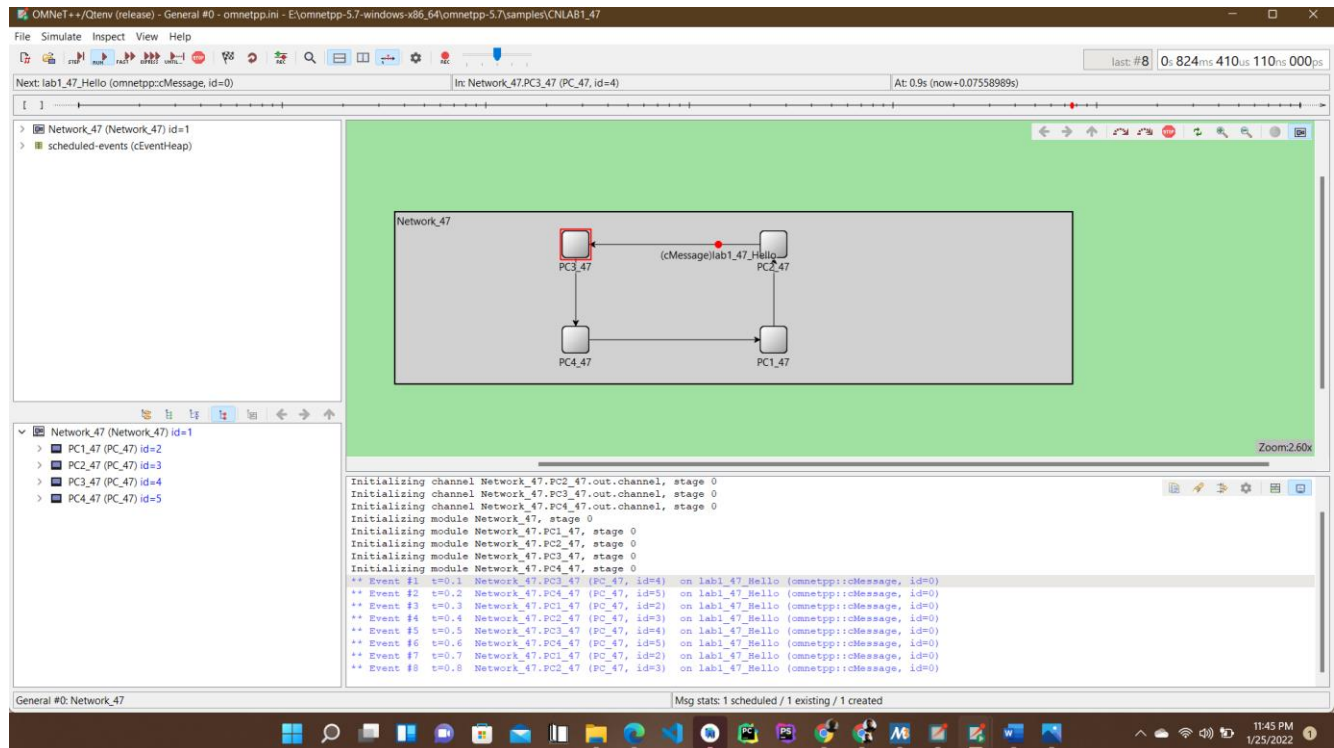 OMNeT++/Qtenv (release) - General #0 - omnetpp.ini - E:\omnetpp-5.7-windows-x86_64\omnetpp-5.7\samples\CNLAB1_47
File Simulate Inspect View Help
STEP RUN FAST EXPRESS UNTIL... REC REC last: #8 0s 824ms 410us 110ns 000ps
Next: lab1_47_Hello (omnetpp::cMessage, id=0) In: Network_47.PC3_47 (PC_47, id=4) At: 0.9s (now+0.07558989s)
Network_47 (Network_47) id=1
scheduled-events (cEventHeap)
Network_47
(cMessage)lab1_47_Hello
PC3_47 PC2_47
PC4_47 PC1_47
Zoom:2.60x
Network_47 (Network_47) id=1
PC1_47 (PC_47) id=2
PC2_47 (PC_47) id=3
PC3_47 (PC_47) id=4
PC4_47 (PC_47) id=5
Initializing channel Network_47.PC2_47.out.channel, stage 0
Initializing channel Network_47.PC3_47.out.channel, stage 0
Initializing channel Network_47.PC4_47.out.channel, stage 0
Initializing module Network_47, stage 0
Initializing module Network_47.PC1_47, stage 0
Initializing module Network_47.PC2_47, stage 0
Initializing module Network_47.PC3_47, stage 0
Initializing module Network_47.PC4_47, stage 0
** Event #1 t=0.1 Network_47.PC3_47 (PC_47, id=4) on lab1_47_Hello (omnetpp::cMessage, id=0)
** Event #2 t=0.2 Network_47.PC4_47 (PC_47, id=5) on lab1_47_Hello (omnetpp::cMessage, id=0)
** Event #3 t=0.3 Network_47.PC1_47 (PC_47, id=2) on lab1_47_Hello (omnetpp::cMessage, id=0)
** Event #4 t=0.4 Network_47.PC2_47 (PC_47, id=3) on lab1_47_Hello (omnetpp::cMessage, id=0)
** Event #5 t=0.5 Network_47.PC3_47 (PC_47, id=4) on lab1_47_Hello (omnetpp::cMessage, id=0)
** Event #6 t=0.6 Network_47.PC4_47 (PC_47, id=5) on lab1_47_Hello (omnetpp::cMessage, id=0)
** Event #7 t=0.7 Network_47.PC1_47 (PC_47, id=2) on lab1_47_Hello (omnetpp::cMessage, id=0)
** Event #8 t=0.8 Network_47.PC2_47 (PC_47, id=3) on lab1_47_Hello (omnetpp::cMessage, id=0)
General #0: Network_47 Msg stats: 1 scheduled / 1 existing / 1 created
11:45 PM
1/25/2022